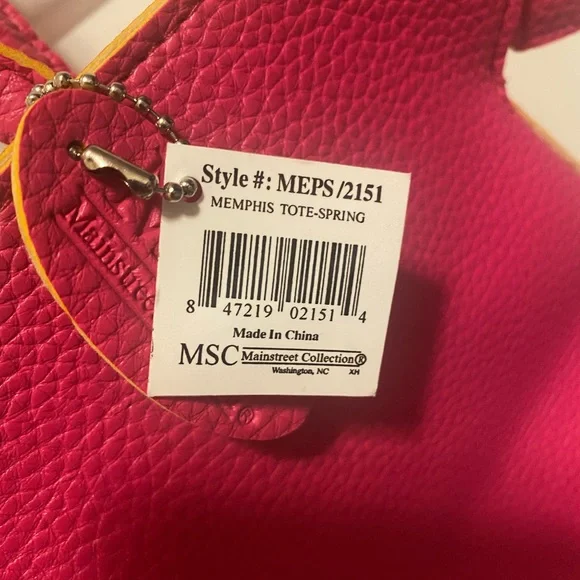 Style #: MEPS/2151
MEMPHIS TOTE-SPRING
8 47219 02151 4
Made In China
MSC Mainstreet Collection®
Washington, NC XH
Mainstreet
®